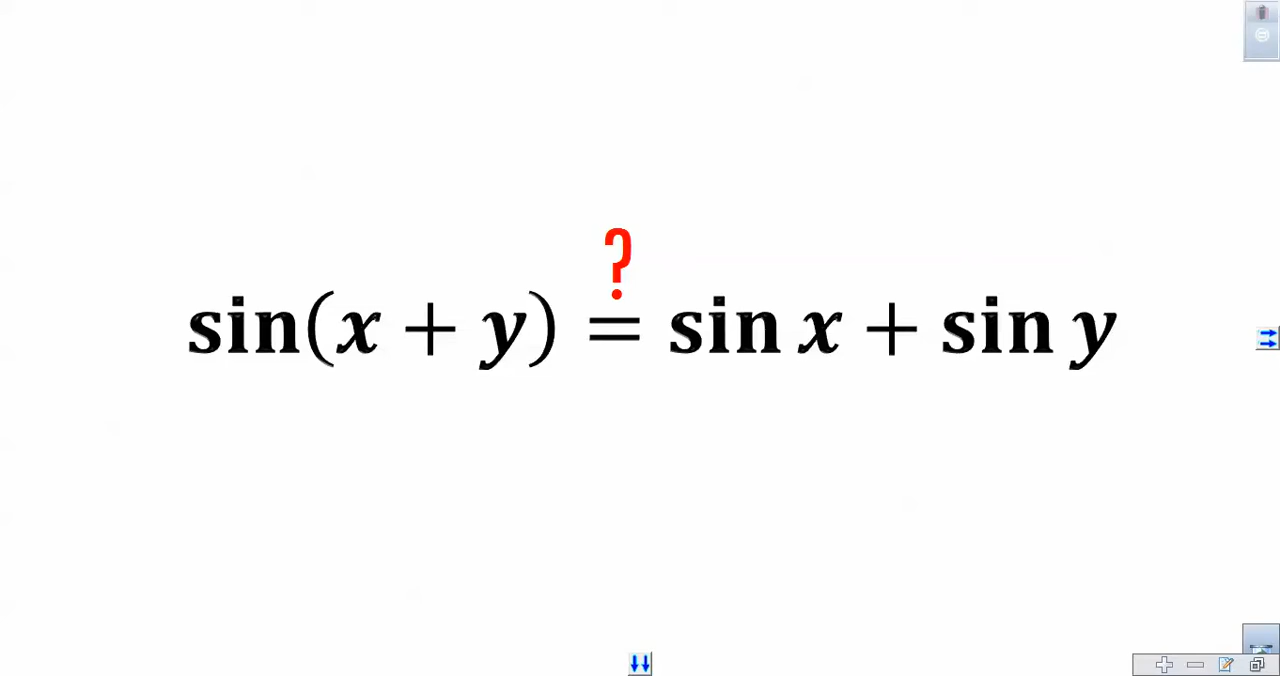 ?
sin(x + y) = sin x + sin y